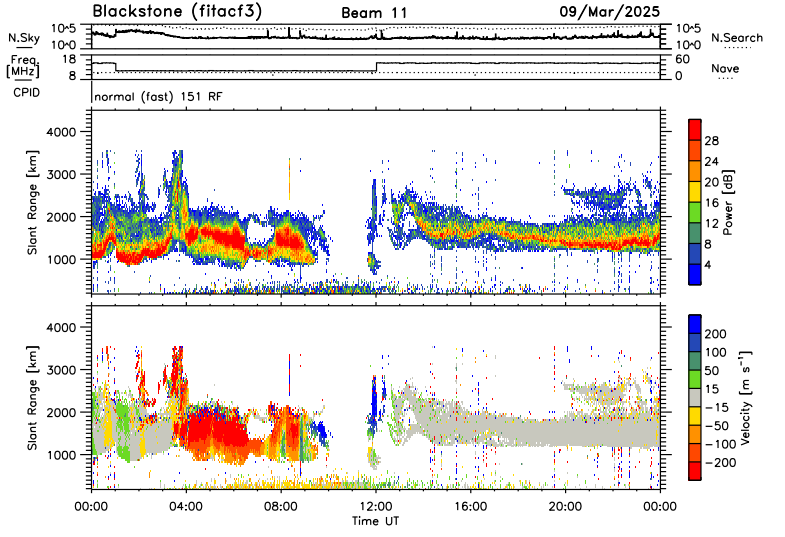 Blackstone (fitacf3) Beam 11 09/Mar/2025
N.Sky 10^5 10^0 10^5 10^0 N.Search
Freq. [MHz] 18 8 60 0 Nave
CPID normal (fast) 151 RF
Slant Range [km] 4000 3000 2000 1000
28 24 20 16 12 8 4 Power [dB]
Slant Range [km] 4000 3000 2000 1000
200 100 50 15 −15 −50 −100 −200 Velocity [m s⁻¹]
00:00 04:00 08:00 12:00 16:00 20:00 00:00
Time UT